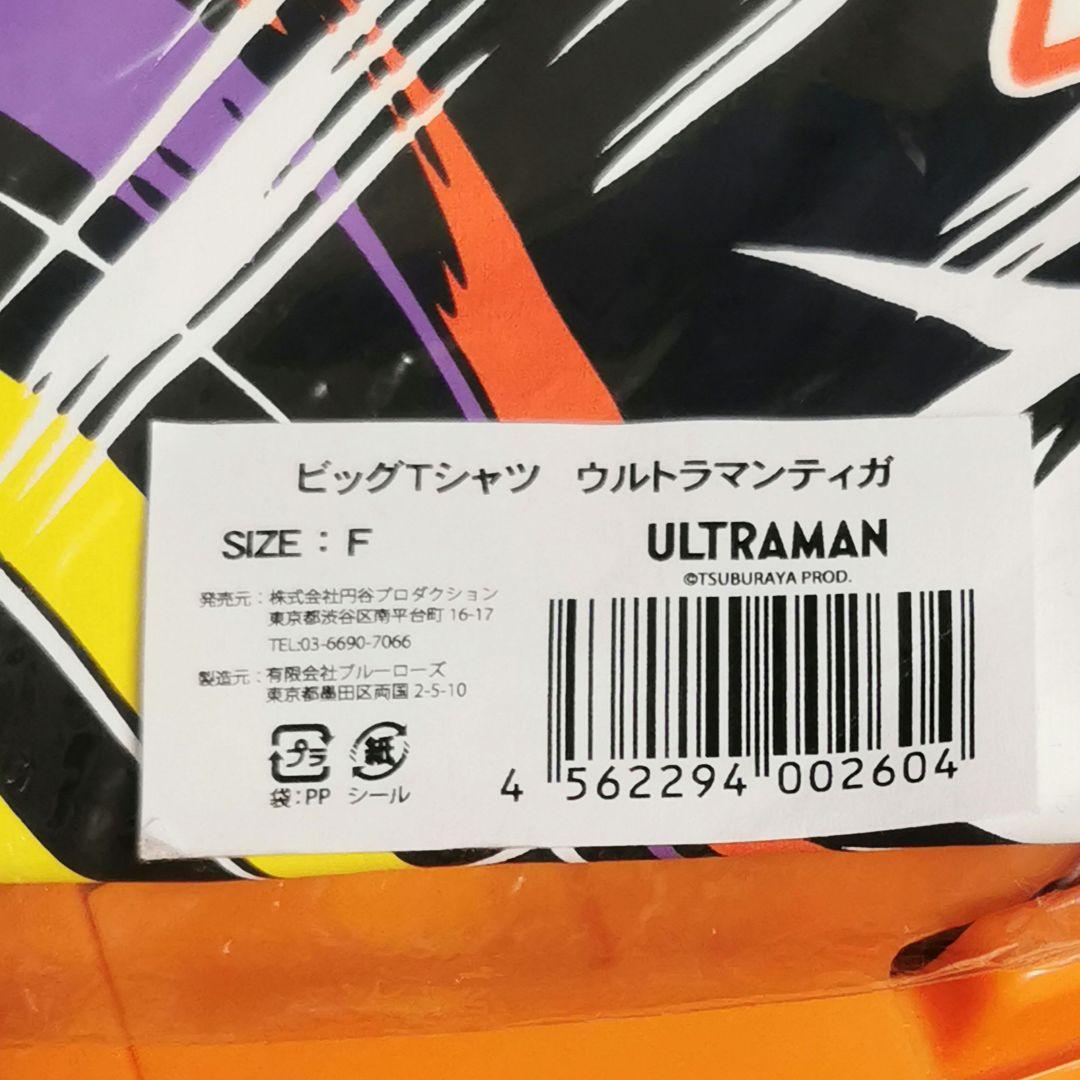 ビッグTシャツ　ウルトラマンティガ
SIZE：F
ULTRAMAN
©TSUBURAYA PROD.
発売元：株式会社円谷プロダクション
東京都渋谷区南平台町 16-17
TEL:03-6690-7066
製造元：有限会社ブルーローズ
東京都墨田区両国 2-5-10
プラ
袋：PP
紙
シール
4 562294 002604